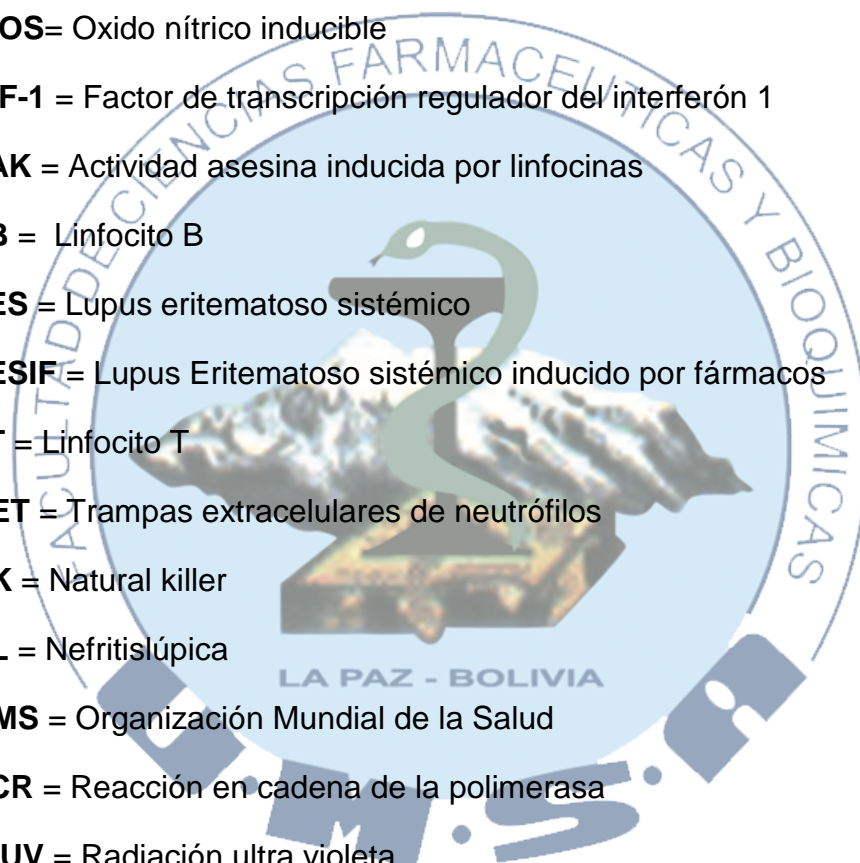 OS= Oxido nítrico inducible
F-1 = Factor de transcripción regulador del interferón 1
AK = Actividad asesina inducida por linfocinas
B = Linfocito B
ES = Lupus eritematoso sistémico
ESIF = Lupus Eritematoso sistémico inducido por fármacos
T = Linfocito T
ET = Trampas extracelulares de neutrófilos
K = Natural killer
L = Nefritislúpica
MS = Organización Mundial de la Salud
CR = Reacción en cadena de la polimerasa
UV = Radiación ultra violeta
FACULTAD DE CIENCIAS FARMACEUTICAS Y BIOQUIMICAS
LA PAZ - BOLIVIA
U.M.S.A